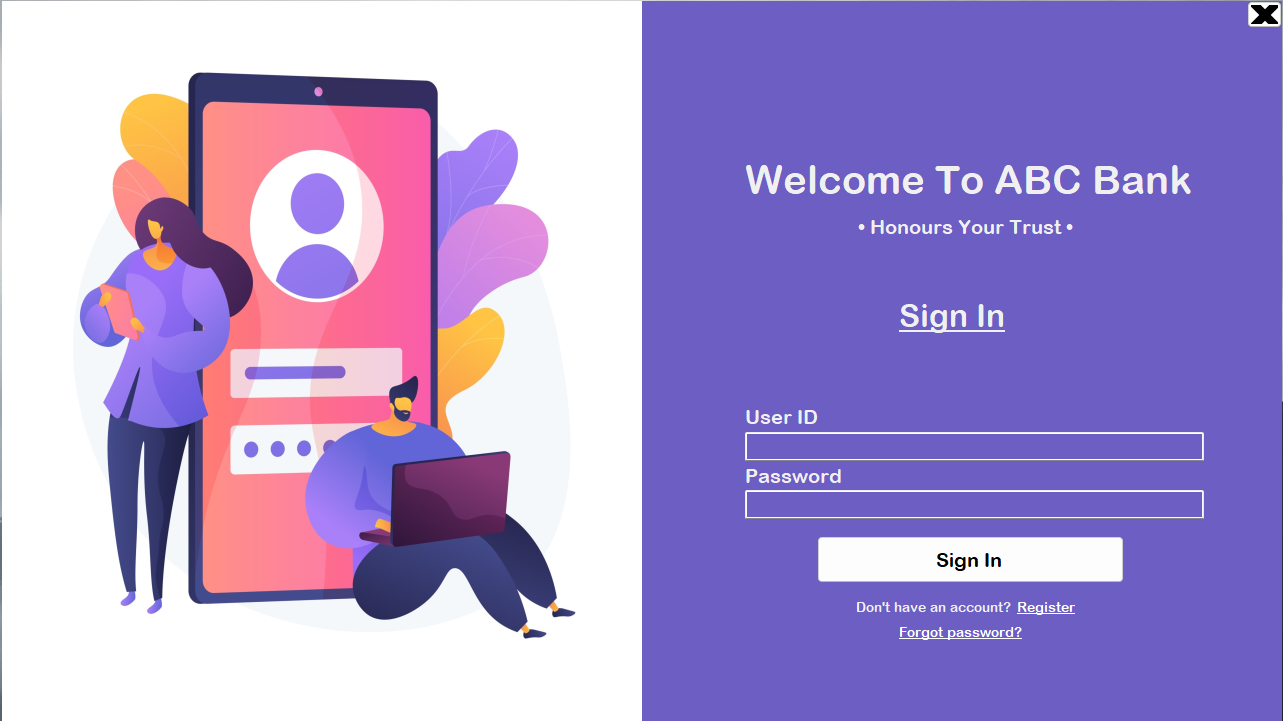 Welcome To ABC Bank
• Honours Your Trust •
Sign In
User ID
Password
Sign In
Don't have an account? Register
Forgot password?